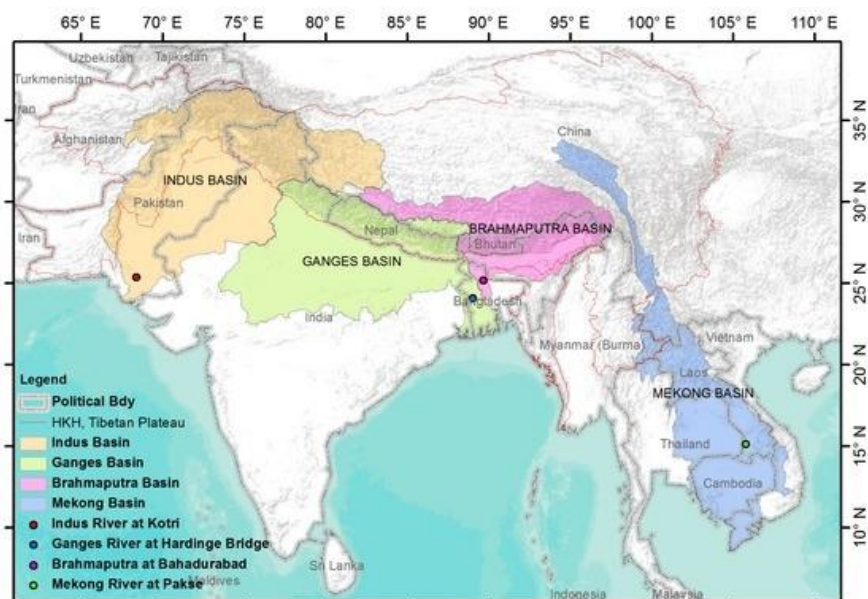 65° E 70° E 75° E 80° E 85° E 90° E 95° E 100° E 105° E 110° E
Uzbekistan
Tajikistan
Turkmenistan
Iran
Afghanistan
China
35° N
INDUS BASIN
Pakistan
30° N
Nepal
BRAHMAPUTRA BASIN
Bhutan
Iran
GANGES BASIN
25° N
Bangladesh
India
Myanmar (Burma)
Vietnam
20° N
Laos
MEKONG BASIN
Thailand
15° N
Cambodia
10° N
Legend
Political Bdy
HKH, Tibetan Plateau
Indus Basin
Ganges Basin
Brahmaputra Basin
Mekong Basin
Indus River at Kotri
Ganges River at Hardinge Bridge
Brahmaputra at Bahadurabad
Mekong River at Pakse
Sri Lanka
Maldives
Indonesia
Malaysia